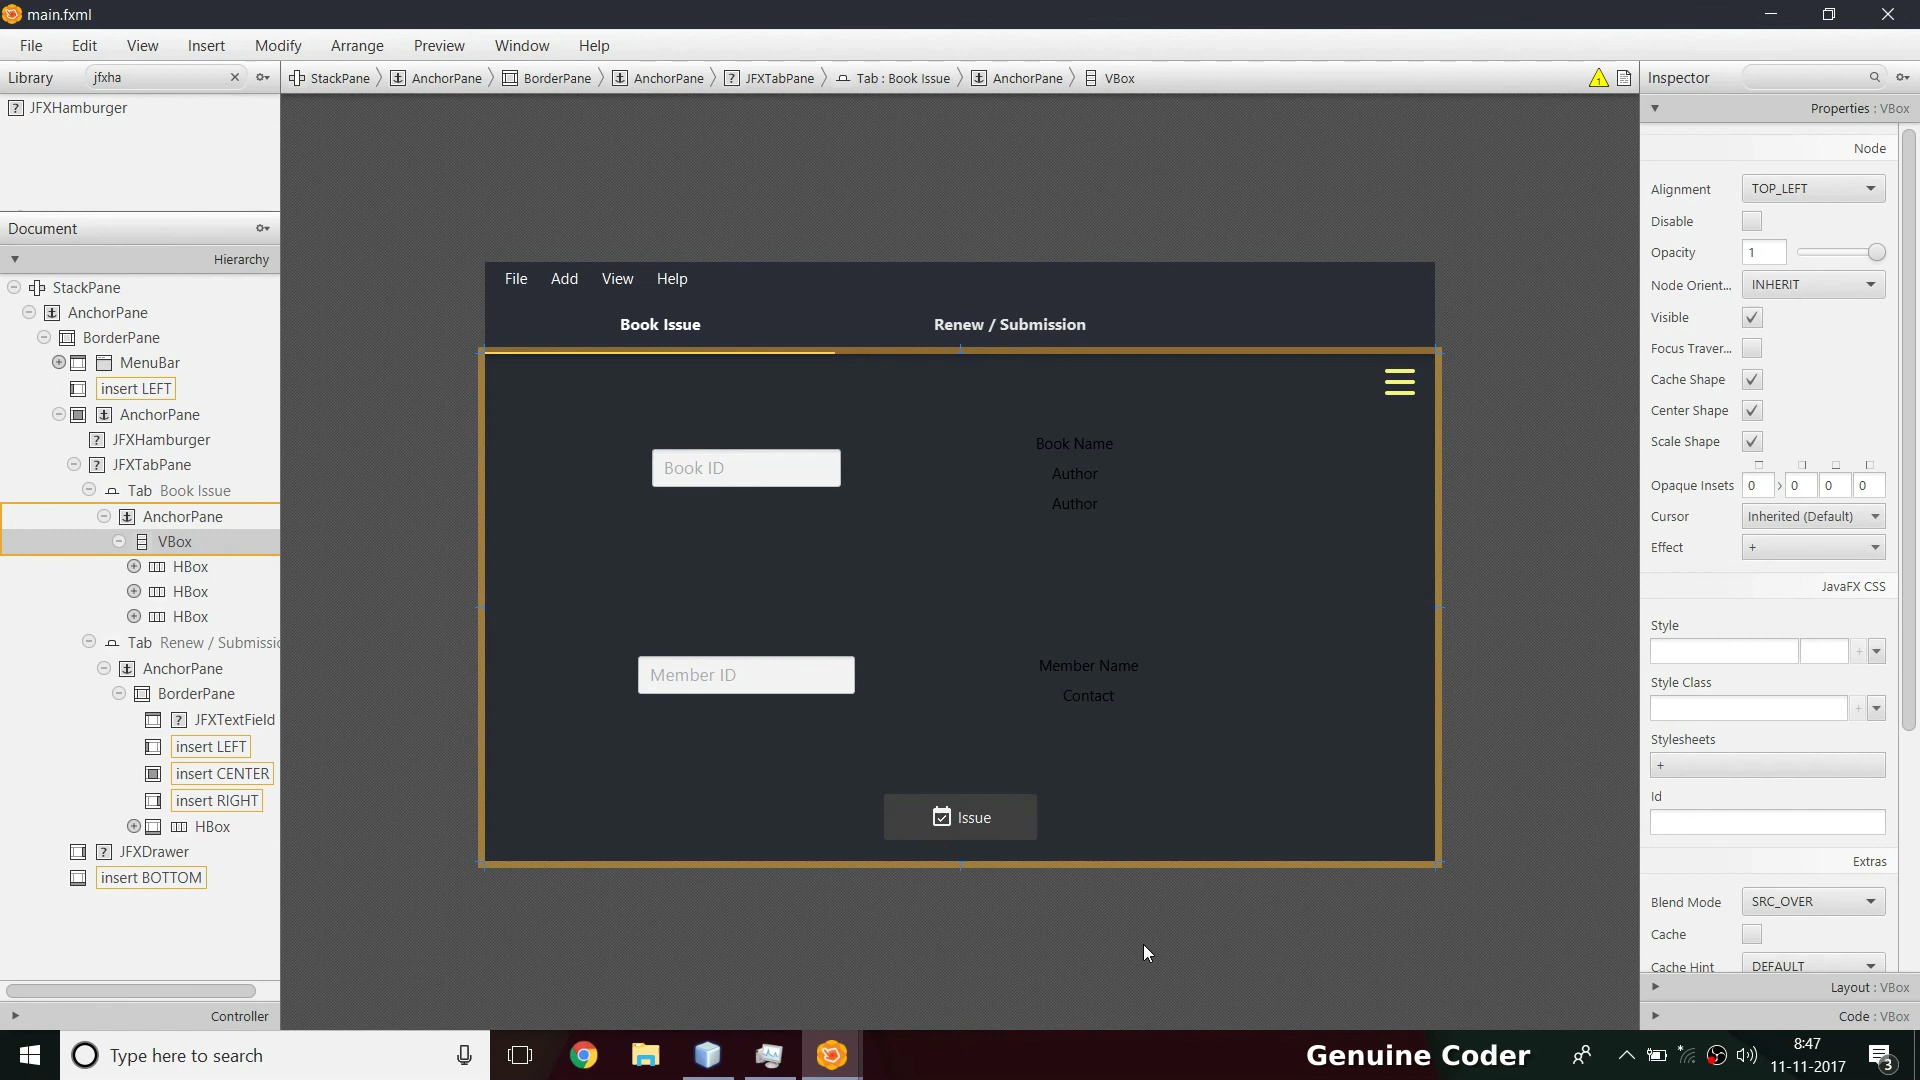 main.fxml
File Edit View Insert Modify Arrange Preview Window Help
Library jfxha
StackPane AnchorPane BorderPane AnchorPane JFXTabPane Tab : Book Issue AnchorPane VBox
Inspector
JFXHamburger
Properties : VBox
Node
Alignment TOP_LEFT
Disable
Opacity 1
Node Orient... INHERIT
Visible
Focus Traver...
Cache Shape
Center Shape
Scale Shape
Opaque Insets 0 0 0 0
Cursor Inherited (Default)
Effect +
JavaFX CSS
Style
Style Class
Stylesheets
+
Id
Extras
Blend Mode SRC_OVER
Cache
Cache Hint DEFAULT
Layout : VBox
Code : VBox
Document
Hierarchy
StackPane
AnchorPane
BorderPane
MenuBar
insert LEFT
AnchorPane
JFXHamburger
JFXTabPane
Tab Book Issue
AnchorPane
VBox
HBox
HBox
HBox
Tab Renew / Submissio
AnchorPane
BorderPane
JFXTextField
insert LEFT
insert CENTER
insert RIGHT
HBox
JFXDrawer
insert BOTTOM
Controller
File Add View Help
Book Issue Renew / Submission
Book ID
Book Name
Author
Author
Member ID
Member Name
Contact
Issue
Type here to search
Genuine Coder
8:47
11-11-2017
3